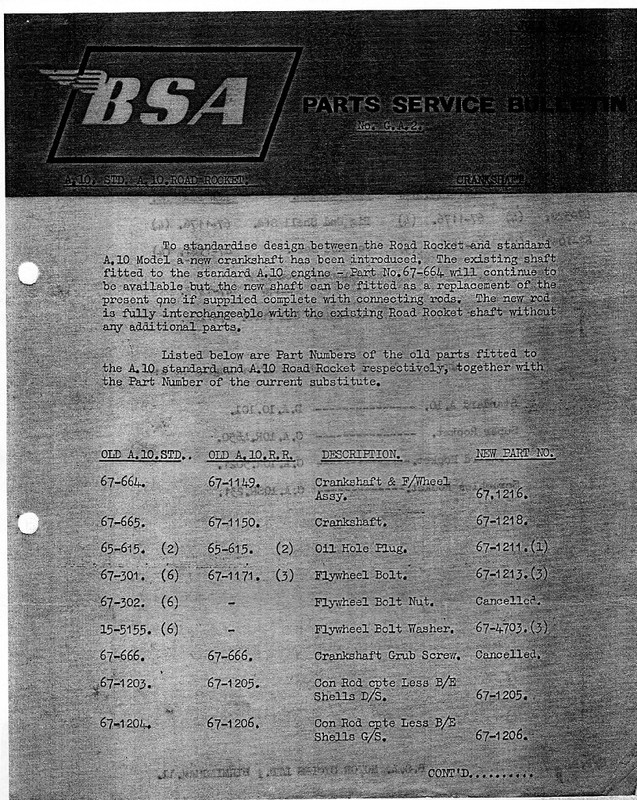 BSA
PARTS SERVICE BULLETIN
No. G.A.2.
A.10. STD. A.10.ROAD ROCKET. CRANKSHAFT
To standardise design between the Road Rocket and standard
A.10 Model a new crankshaft has been introduced. The existing shaft
fitted to the standard A.10 engine - Part No.67-664 will continue to
be available but the new shaft can be fitted as a replacement of the
present one if supplied complete with connecting rods. The new rod
is fully interchangeable with the existing Road Rocket shaft without
any additional parts.
Listed below are Part Numbers of the old parts fitted to
the A.10 standard and A.10 Road Rocket respectively, together with
the Part Number of the current substitute.
OLD A.10.STD.. OLD A.10.R.R. DESCRIPTION. NEW PART NO.
67-664. 67-1149. Crankshaft & F/Wheel
Assy. 67.1216.
67-665. 67-1150. Crankshaft. 67-1218.
65-615. (2) 65-615. (2) Oil Hole Plug. 67-1211.(1)
67-301. (6) 67-1171. (3) Flywheel Bolt. 67-1213.(3)
67-302. (6) - Flywheel Bolt Nut. Cancelled.
15-5155. (6) - Flywheel Bolt Washer. 67-4703.(3)
67-666. 67-666. Crankshaft Grub Screw. Cancelled.
67-1203. 67-1205. Con Rod cpte Less B/E
Shells D/S. 67-1205.
67-1204. 67-1206. Con Rod cpte Less B/E
Shells G/S. 67-1206.
CONT'D..........